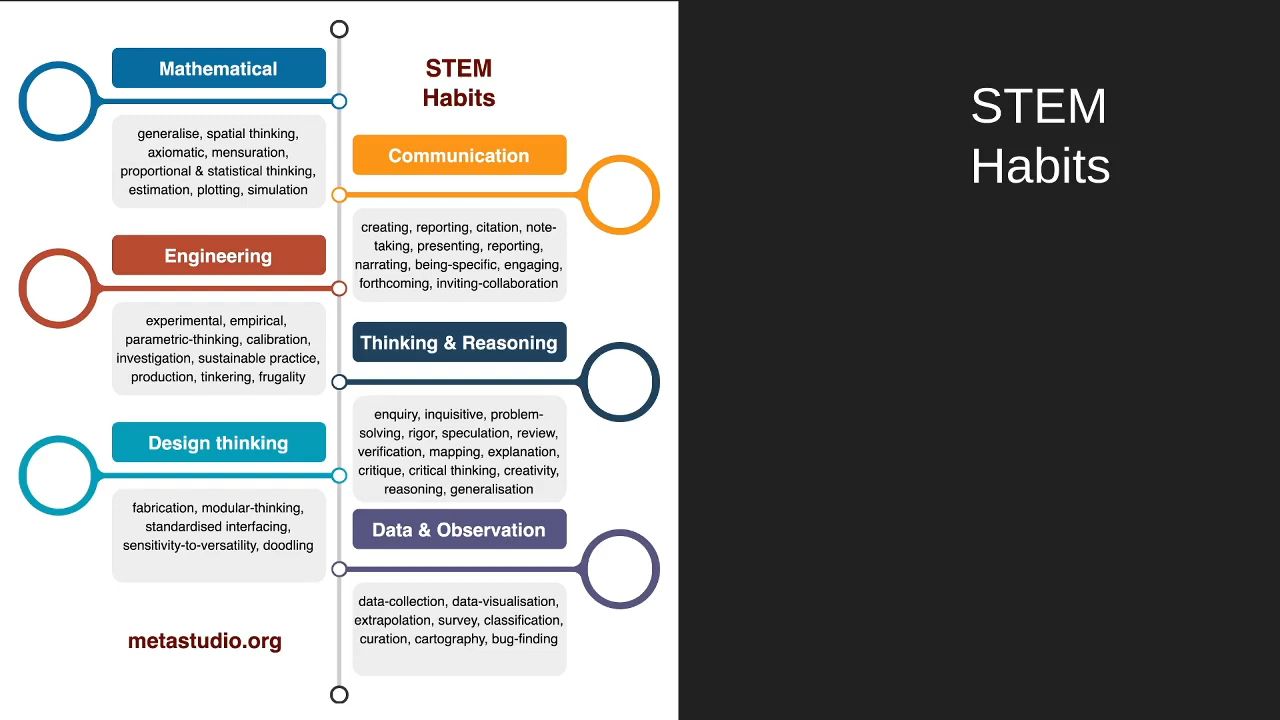 Mathematical
generalise, spatial thinking,
axiomatic, mensuration,
proportional & statistical thinking,
estimation, plotting, simulation
Engineering
experimental, empirical,
parametric-thinking, calibration,
investigation, sustainable practice,
production, tinkering, frugality
Design thinking
fabrication, modular-thinking,
standardised interfacing,
sensitivity-to-versatility, doodling
metastudio.org
STEM
Habits
Communication
creating, reporting, citation, note-
taking, presenting, reporting,
narrating, being-specific, engaging,
forthcoming, inviting-collaboration
Thinking & Reasoning
enquiry, inquisitive, problem-
solving, rigor, speculation, review,
verification, mapping, explanation,
critique, critical thinking, creativity,
reasoning, generalisation
Data & Observation
data-collection, data-visualisation,
extrapolation, survey, classification,
curation, cartography, bug-finding
STEM
Habits